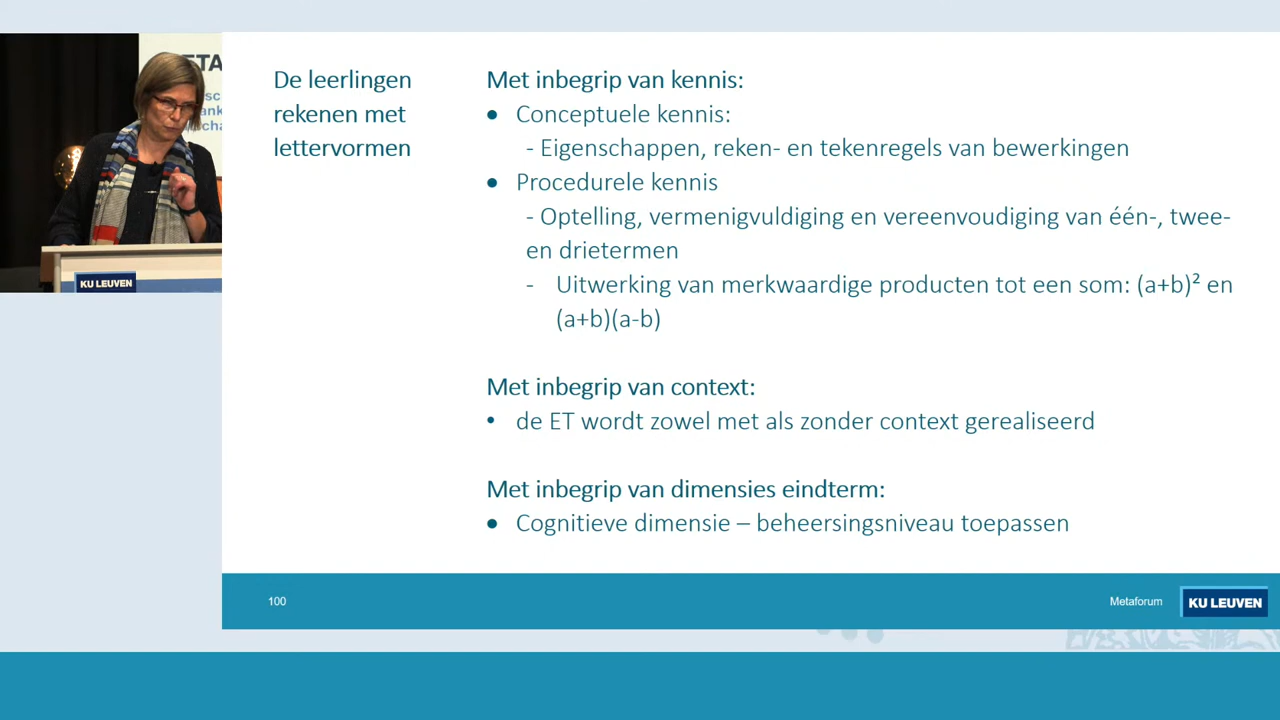 ETA
De leerlingen
rekenen met
lettervormen
Met inbegrip van kennis:
• Conceptuele kennis:
- Eigenschappen, reken- en tekenregels van bewerkingen
• Procedurele kennis
- Optelling, vermenigvuldiging en vereenvoudiging van één-, twee-
en drietermen
- Uitwerking van merkwaardige producten tot een som: (a+b)² en
(a+b)(a-b)
Met inbegrip van context:
• de ET wordt zowel met als zonder context gerealiseerd
Met inbegrip van dimensies eindterm:
• Cognitieve dimensie – beheersingsniveau toepassen
KU LEUVEN
100
Metaforum
KU LEUVEN